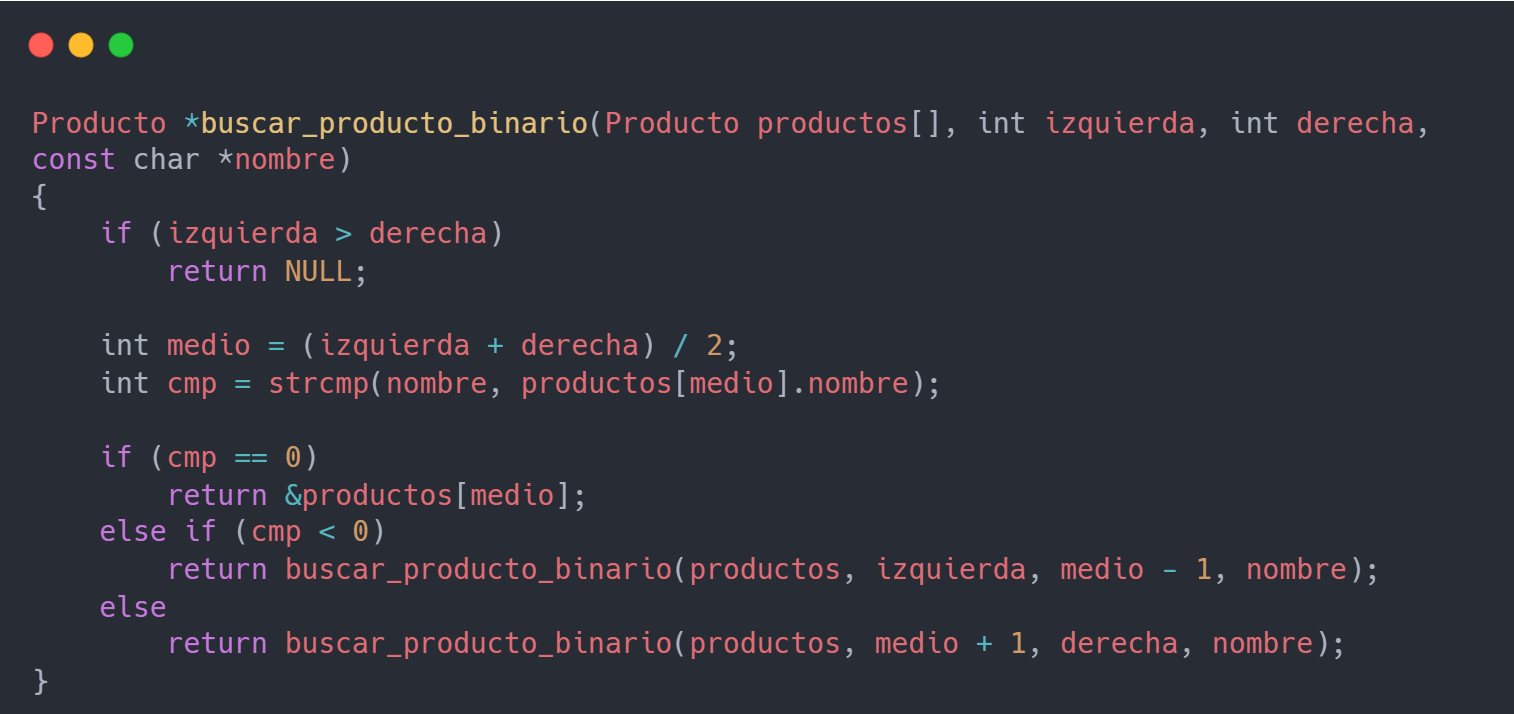 Producto *buscar_producto_binario(Producto productos[], int izquierda, int derecha,
const char *nombre)
{
    if (izquierda > derecha)
        return NULL;

    int medio = (izquierda + derecha) / 2;
    int cmp = strcmp(nombre, productos[medio].nombre);

    if (cmp == 0)
        return &productos[medio];
    else if (cmp < 0)
        return buscar_producto_binario(productos, izquierda, medio - 1, nombre);
    else
        return buscar_producto_binario(productos, medio + 1, derecha, nombre);
}